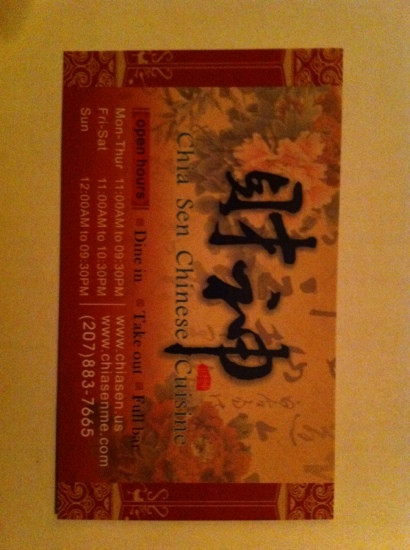 財神
Chia Sen Chinese Cuisine
open hours Dine in Take out Full bar
Mon-Thur 11:00AM to 09:30PM www.chiasen.us
Fri-Sat 11:00AM to 10:30PM www.chiasenme.com
Sun 12:00AM to 09:30PM (207)883-7665